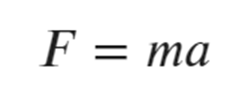 F = ma